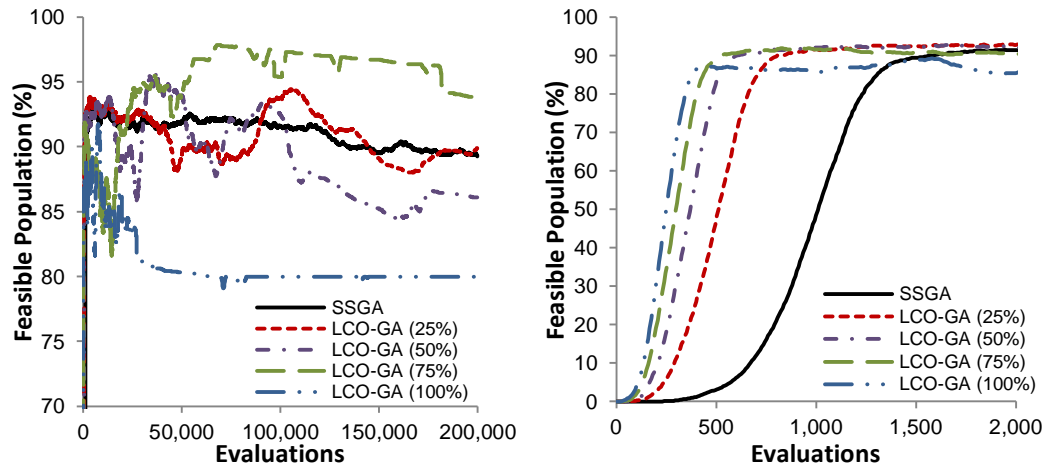 Feasible Population (%)
100
95
90
85
80
75
70
0
50,000
100,000
150,000
200,000
Evaluations
SSGA
LCO-GA (25%)
LCO-GA (50%)
LCO-GA (75%)
LCO-GA (100%)
Feasible Population (%)
100
90
80
70
60
50
40
30
20
10
0
0
500
1,000
1,500
2,000
Evaluations
SSGA
LCO-GA (25%)
LCO-GA (50%)
LCO-GA (75%)
LCO-GA (100%)